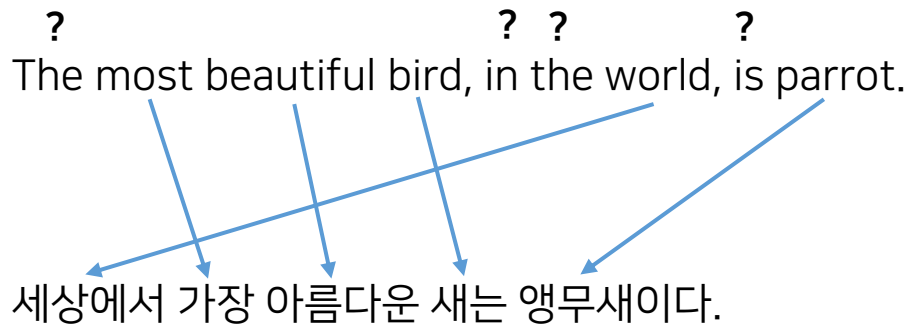 ? ? ? ?
The most beautiful bird, in the world, is parrot.
세상에서 가장 아름다운 새는 앵무새이다.